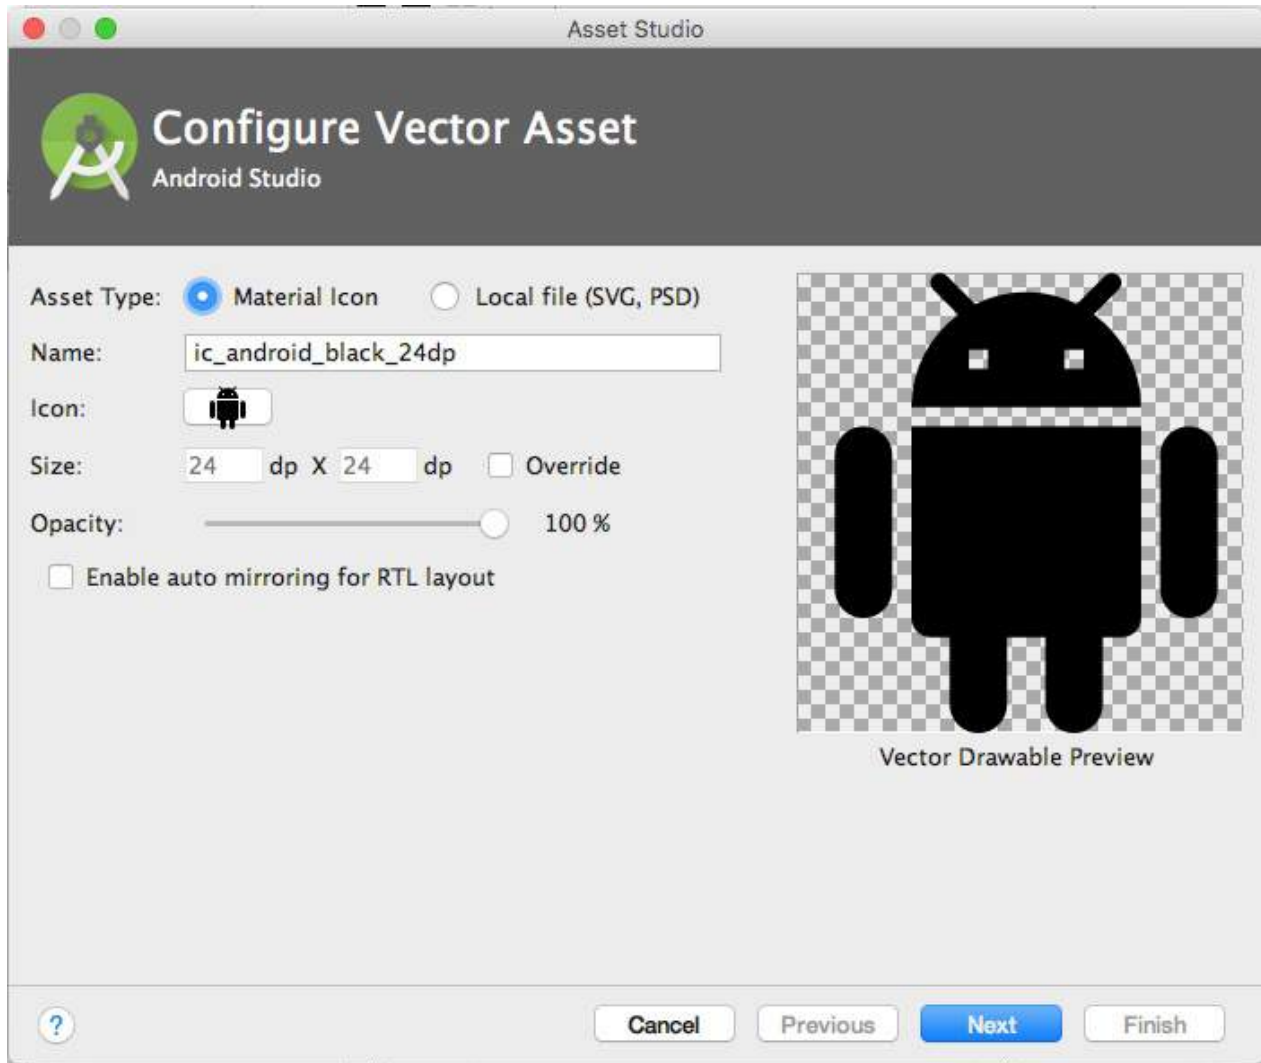 Asset Studio
Configure Vector Asset
Android Studio
Asset Type: Material Icon Local file (SVG, PSD)
Name: ic_android_black_24dp
Icon:
Size: 24 dp X 24 dp Override
Opacity: 100 %
Enable auto mirroring for RTL layout
Vector Drawable Preview
? Cancel Previous Next Finish